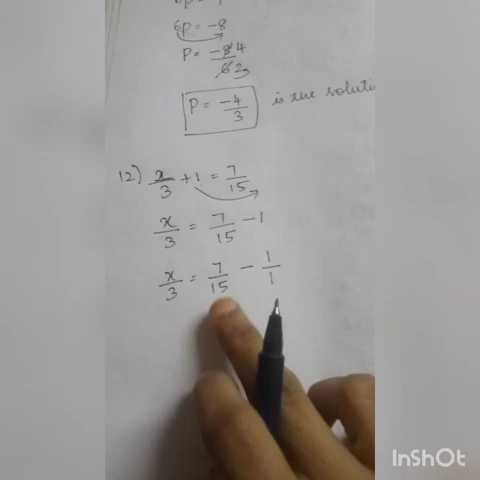 6p = -8
P = -8 4
6 3
P = -4/3 is the soluti
12) x/3 + 1 = 7/15
x/3 = 7/15 - 1
x/3 = 7/15 - 1/1
InShOt